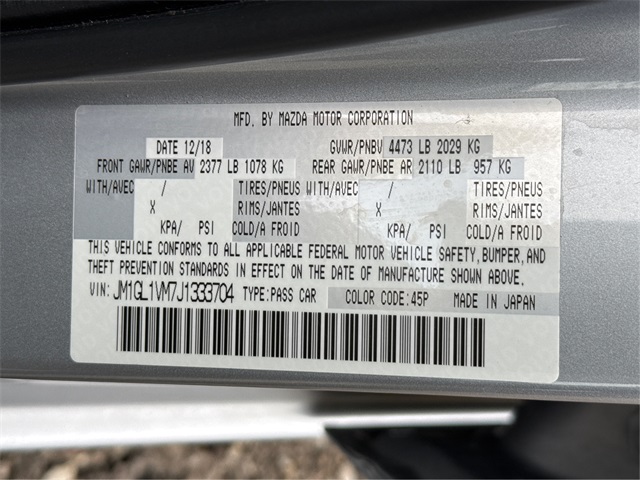 MFD. BY MAZDA MOTOR CORPORATION
DATE 12/18 GVWR/PNBV 4473 LB 2029 KG
FRONT GAWR/PNBE AV 2377 LB 1078 KG REAR GAWR/PNBE AR 2110 LB 957 KG
WITH/AVEC / TIRES/PNEUS WITH/AVEC / TIRES/PNEUS
X RIMS/JANTES X RIMS/JANTES
KPA/ PSI COLD/A FROID KPA/ PSI COLD/A FROID
THIS VEHICLE CONFORMS TO ALL APPLICABLE FEDERAL MOTOR VEHICLE SAFETY, BUMPER, AND
THEFT PREVENTION STANDARDS IN EFFECT ON THE DATE OF MANUFACTURE SHOWN ABOVE.
VIN: JM1GL1VM7J1333704 TYPE:PASS CAR COLOR CODE:45P MADE IN JAPAN